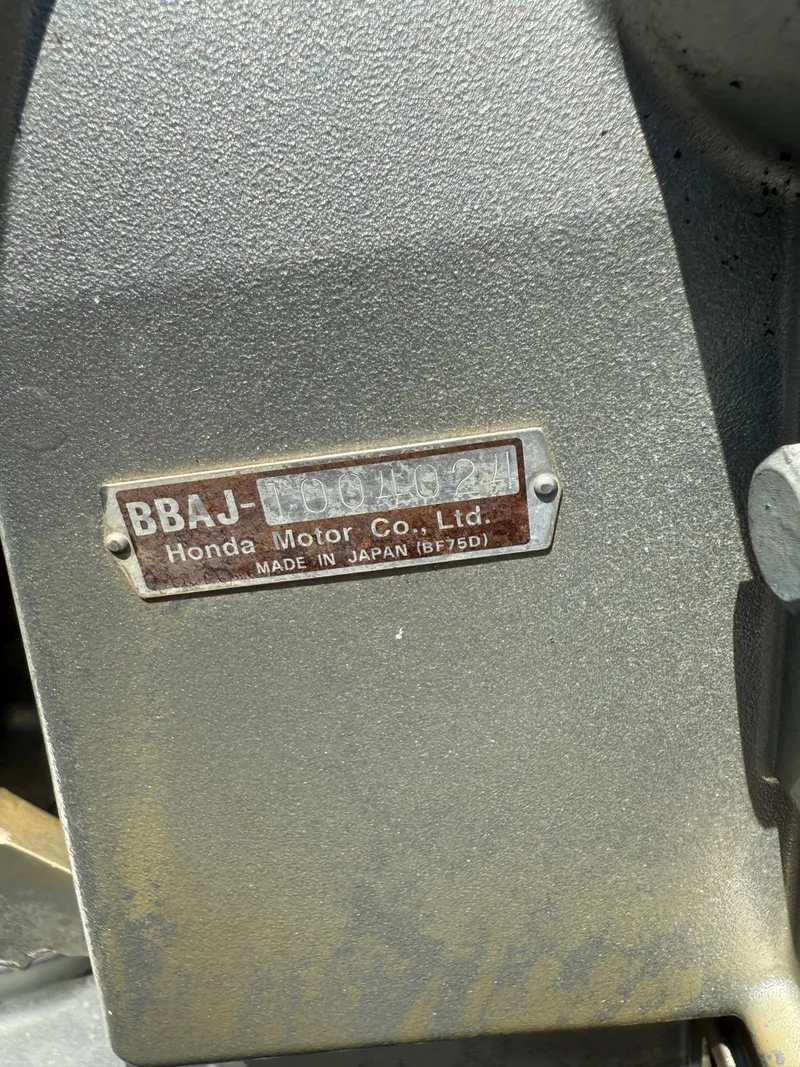 BBAJ-1004024
Honda Motor Co., Ltd.
MADE IN JAPAN (BF75D)